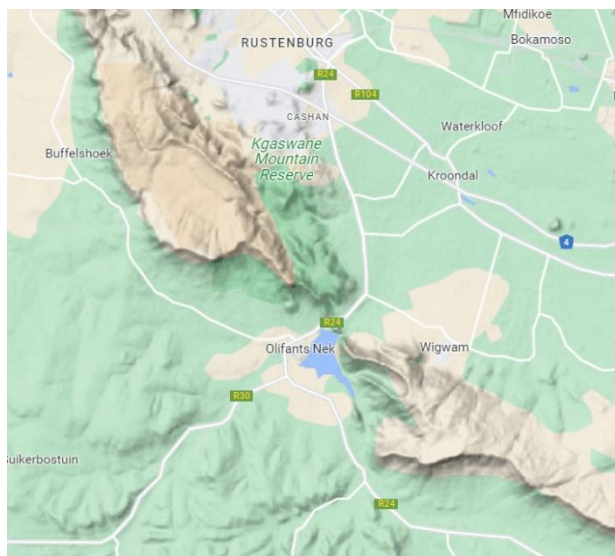 Mfidikoe
RUSTENBURG
Bokamoso
R24
R104
CASHAN
Waterkloof
Kgaswane
Mountain
Reserve
Buffelshoek
Kroondal
4
R24
Olifants Nek
Wigwam
R30
Suikerbostuin
R24